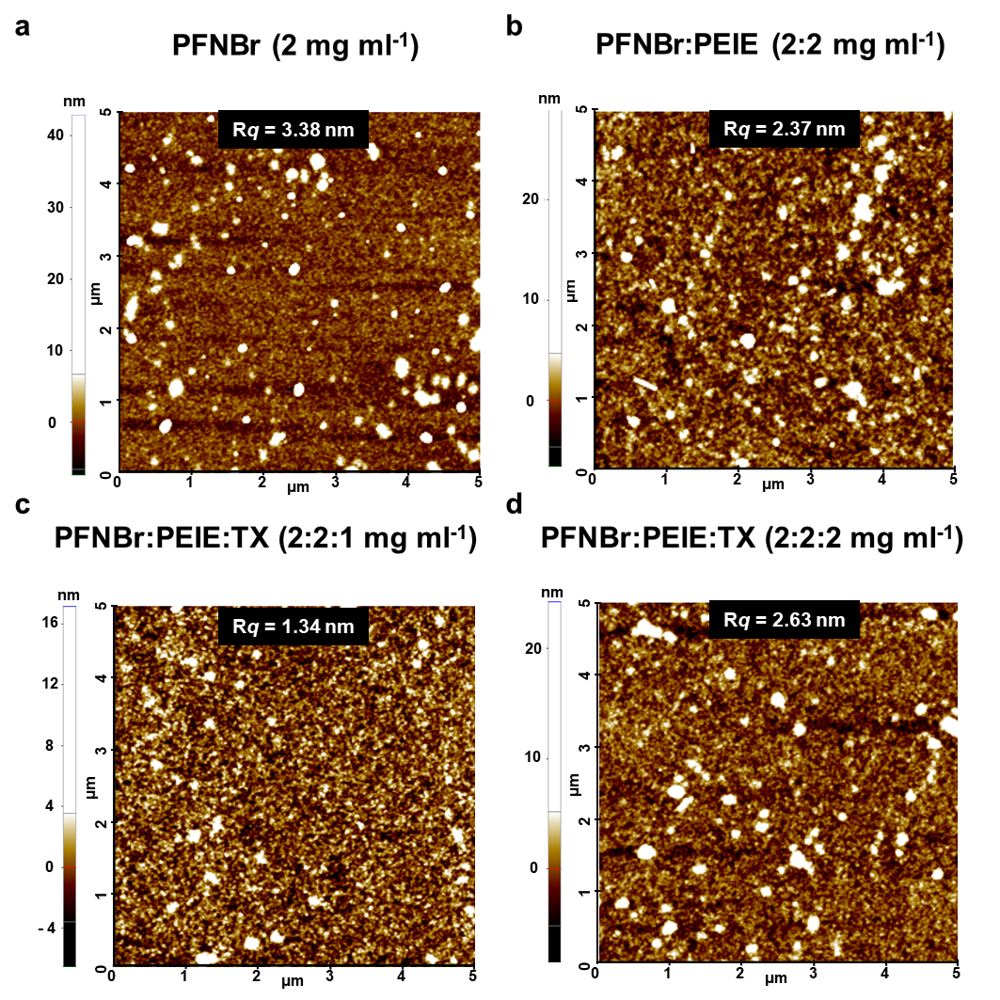 a
PFNBr (2 mg ml-1)
nm
40
30
20
10
0
Rq = 3.38 nm
5
4
3
2
1
0
µm
0 1 2 3 4 5
µm
b
PFNBr:PEIE (2:2 mg ml-1)
nm
20
10
0
Rq = 2.37 nm
5
4
3
2
1
0
µm
0 1 2 3 4 5
µm
c
PFNBr:PEIE:TX (2:2:1 mg ml-1)
nm
16
12
8
4
0
- 4
Rq = 1.34 nm
5
4
3
2
1
0
µm
0 1 2 3 4 5
µm
d
PFNBr:PEIE:TX (2:2:2 mg ml-1)
nm
20
10
0
Rq = 2.63 nm
5
4
3
2
1
0
µm
0 1 2 3 4 5
µm